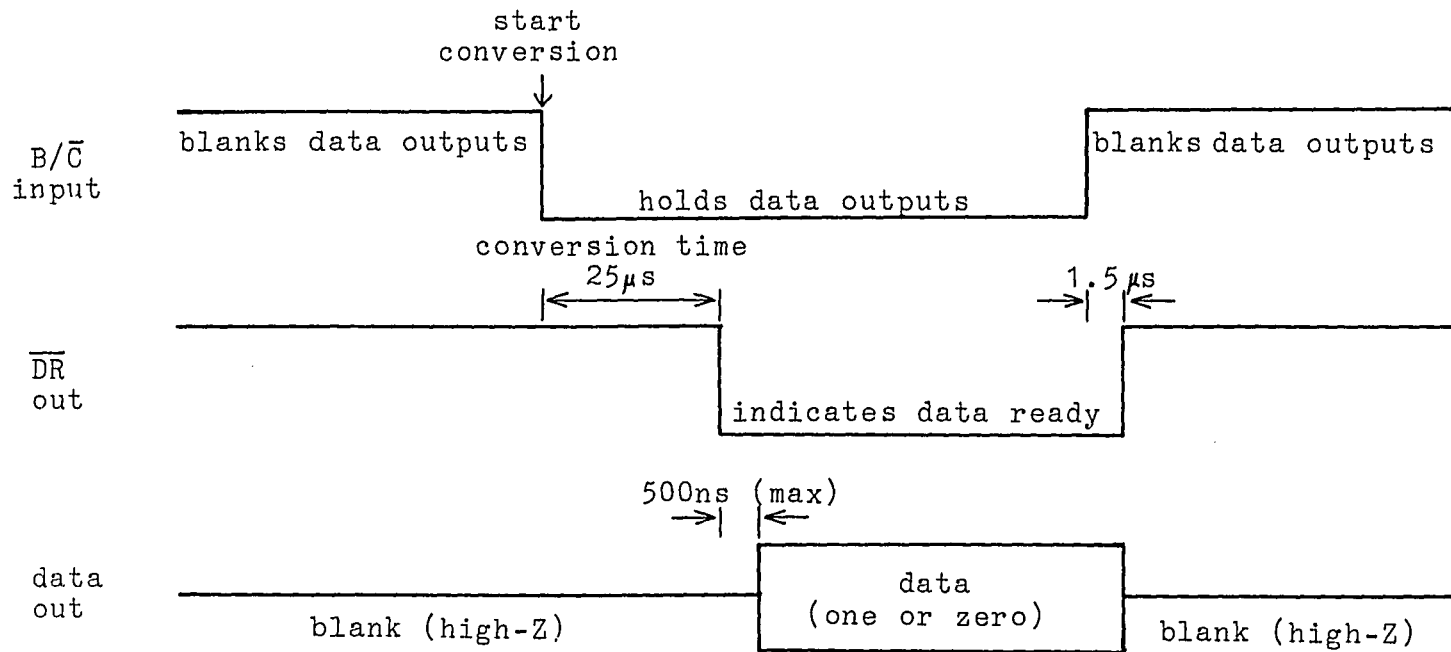 start
conversion
blanks data outputs
B/C̅
input
holds data outputs
blanks data outputs
conversion time
25μs
1.5μs
D̅R̅
out
indicates data ready
500ns (max)
data
out
data
(one or zero)
blank (high-Z)
blank (high-Z)